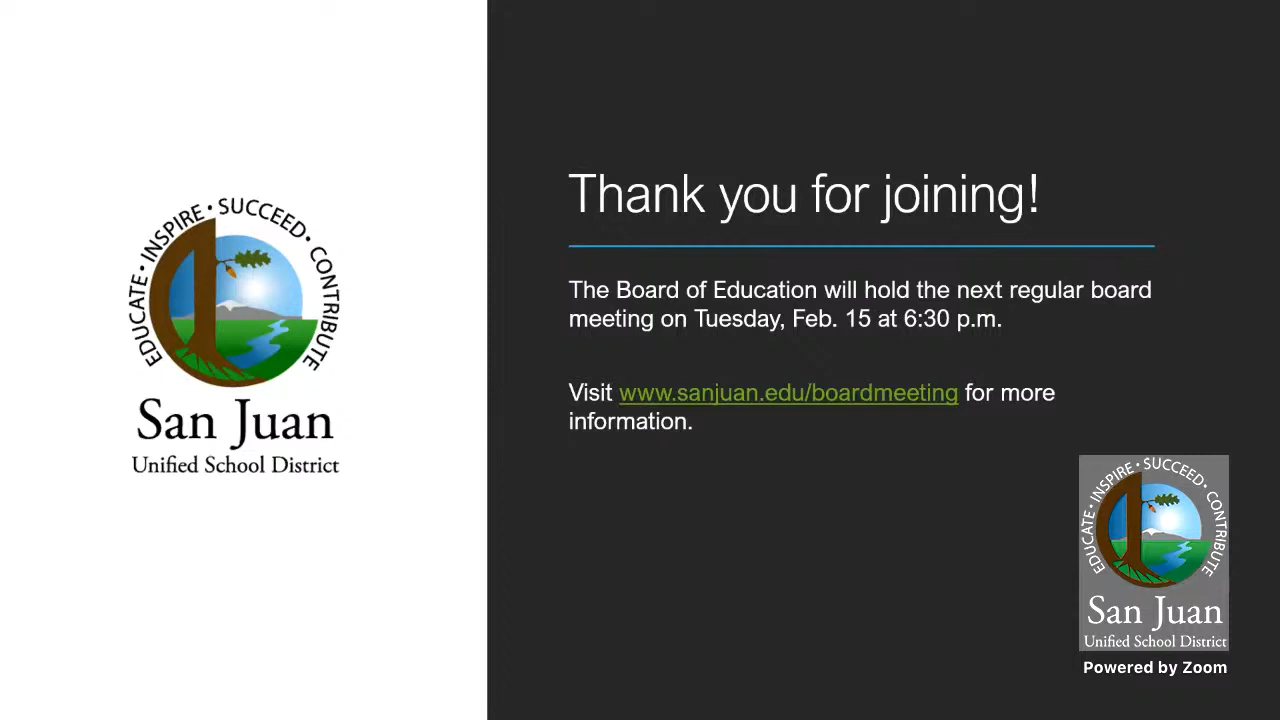 EDUCATE • INSPIRE • SUCCEED • CONTRIBUTE
San Juan
Unified School District
Thank you for joining!
The Board of Education will hold the next regular board
meeting on Tuesday, Feb. 15 at 6:30 p.m.
Visit www.sanjuan.edu/boardmeeting for more
information.
EDUCATE • INSPIRE • SUCCEED • CONTRIBUTE
San Juan
Unified School District
Powered by Zoom